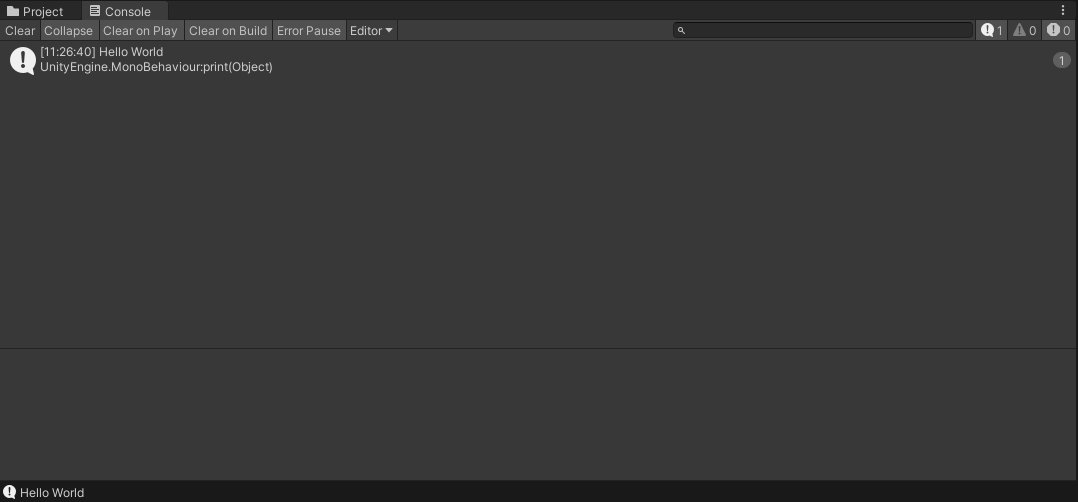 Project Console
Clear Collapse Clear on Play Clear on Build Error Pause Editor 1 0 0
[11:26:40] Hello World
UnityEngine.MonoBehaviour:print(Object)
1
Hello World